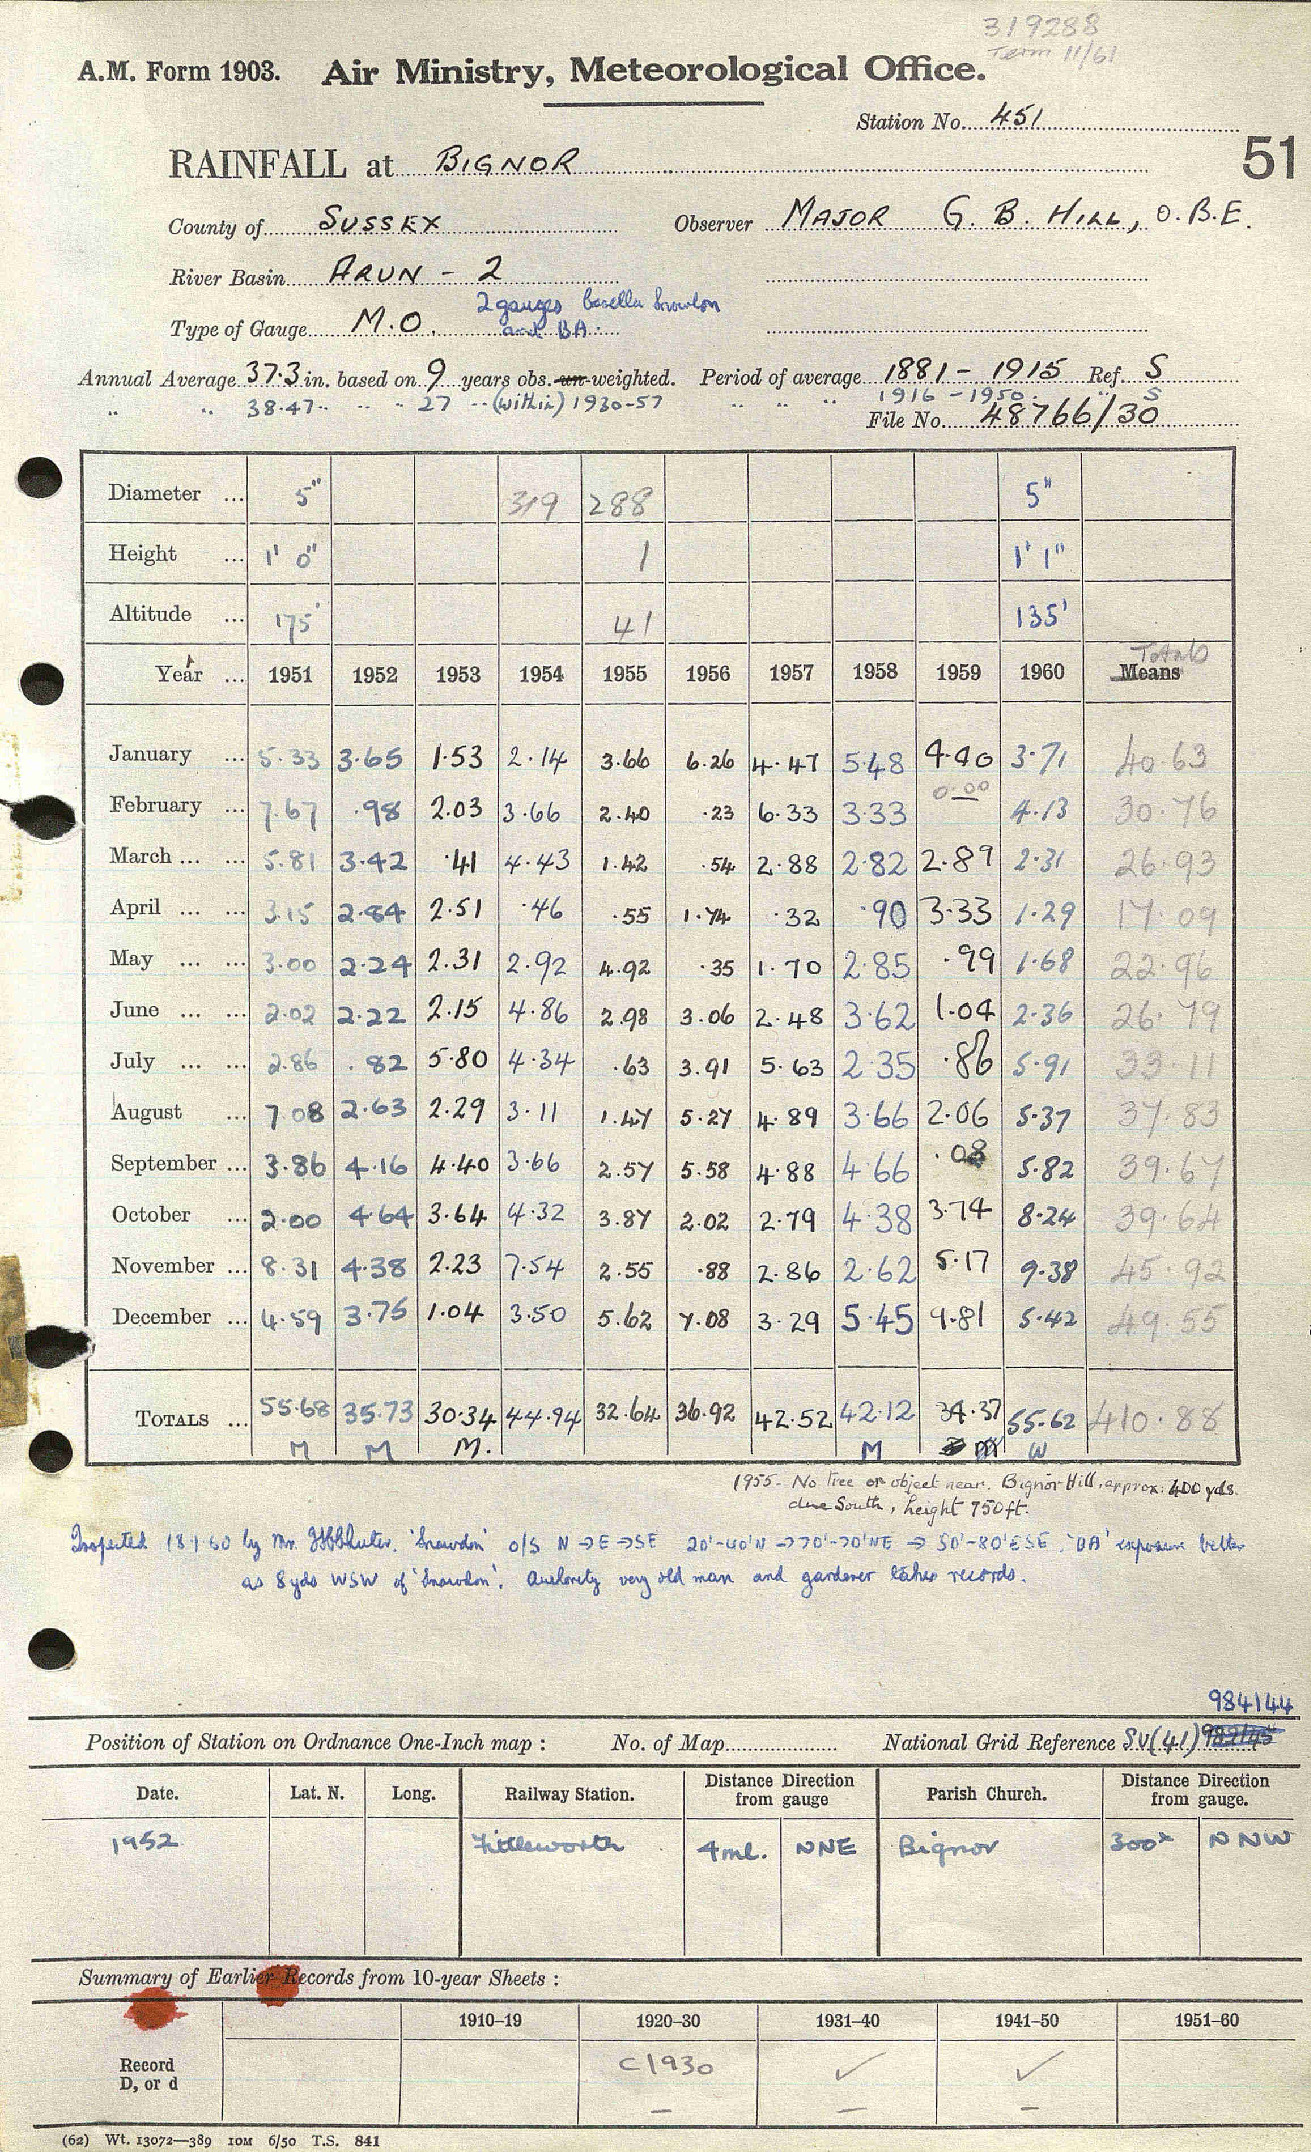 319288
Term 11/61
A.M. Form 1903. Air Ministry, Meteorological Office.
Station No. 451
51
RAINFALL at BIGNOR
County of SUSSEX Observer MAJOR G. B. HILL, O.B.E.
River Basin ARUN - 2
Type of Gauge M.O. 2 gauges Snowdon and BA.
Annual Average 37.3 in. based on 9 years obs. un-weighted. Period of average 1881 - 1915 Ref. S
" " 38.47 " " " 27 " (within) 1930-57 " " " 1916 - 1950. " S
File No. 48766/30
Diameter ... 5" 319 288 5"
Height ... 1' 0" 1 1' 1"
Altitude ... 175' 41 135'
Totals
Year ... 1951 1952 1953 1954 1955 1956 1957 1958 1959 1960 Means
January ... 5.33 3.65 1.53 2.14 3.66 6.26 4.47 5.48 4.40 3.71 40.63
February ... 7.67 .98 2.03 3.66 2.40 .23 6.33 3.33 0.00 4.13 30.76
March ... ... 5.81 3.42 .41 4.43 1.42 .54 2.88 2.82 2.89 2.31 26.93
April ... ... 3.15 2.84 2.51 .46 .55 1.74 .32 .90 3.33 1.29 17.09
May ... ... 3.00 2.24 2.31 2.92 4.92 .35 1.70 2.85 .99 1.68 22.96
June ... ... 2.02 2.22 2.15 4.86 2.98 3.06 2.48 3.62 1.04 2.36 26.79
July ... ... 2.86 .82 5.80 4.34 .63 3.91 5.63 2.35 .86 5.91 33.11
August ... 7.08 2.63 2.29 3.11 1.47 5.27 4.89 3.66 2.06 5.37 37.83
September ... 3.86 4.16 4.40 3.66 2.57 5.58 4.88 4.66 .08 5.82 39.67
October ... 2.00 4.64 3.64 4.32 3.87 2.02 2.79 4.38 3.74 8.24 39.64
November ... 8.31 4.38 2.23 7.54 2.55 .88 2.86 2.62 5.17 9.38 45.92
December ... 4.59 3.75 1.04 3.50 5.62 7.08 3.29 5.45 9.81 5.42 49.55
TOTALS ... 55.68 35.73 30.34 44.94 32.64 36.92 42.52 42.12 34.37 55.62 410.88
M M M. M M W
1955 - No tree or object near. Bignor Hill, approx. 400 yds.
due South, height 750ft.
Inspected 18.1.60 by Mr. 'Snowdon' o/s N → E → SE 20'-40'N → 70'-70'NE → 50'-80'ESE. 'BA' exposure better
as 8 yds WSW of 'Snowdon'. Authority very old man and gardener takes records.
984144
Position of Station on Ordnance One-Inch map : No. of Map National Grid Reference SU(41) 982145
Date. Lat. N. Long. Railway Station. Distance Direction from gauge Parish Church. Distance Direction from gauge.
1952 Fittleworth 4ml. NNE Bignor 300x NNW
Summary of Earlier Records from 10-year Sheets :
1910–19 1920–30 1931–40 1941–50 1951–60
Record D, or d C1930 ✓ ✓
– – –
(62) Wt. 13072—389 10M 6/50 T.S. 841